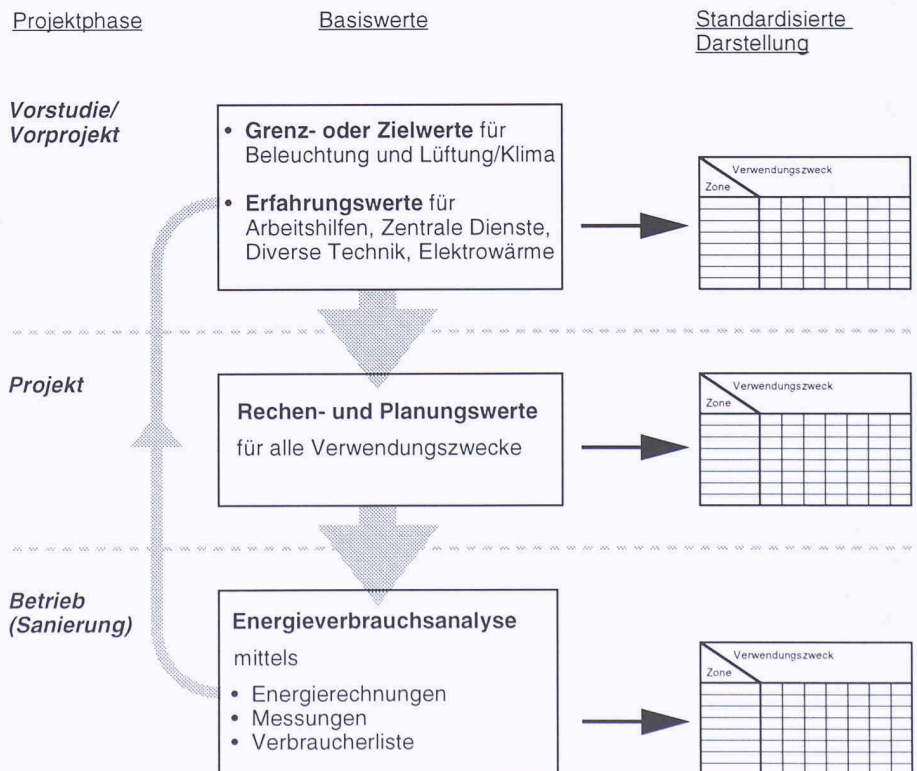 Projektphase
Basiswerte
Standardisierte
Darstellung
Vorstudie/
Vorprojekt
• Grenz- oder Zielwerte für
Beleuchtung und Lüftung/Klima
• Erfahrungswerte für
Arbeitshilfen, Zentrale Dienste,
Diverse Technik, Elektrowärme
Verwendungszweck
Zone
Projekt
Rechen- und Planungswerte
für alle Verwendungszwecke
Verwendungszweck
Zone
Betrieb
(Sanierung)
Energieverbrauchsanalyse
mittels
• Energierechnungen
• Messungen
• Verbraucherliste
Verwendungszweck
Zone